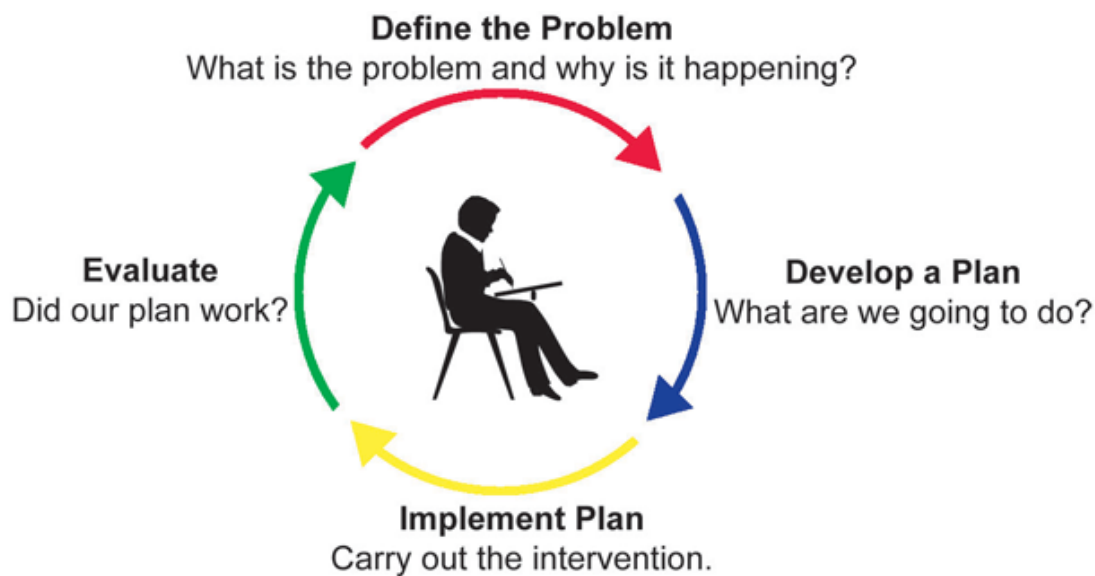 Define the Problem
What is the problem and why is it happening?
Evaluate
Did our plan work?
Develop a Plan
What are we going to do?
Implement Plan
Carry out the intervention.